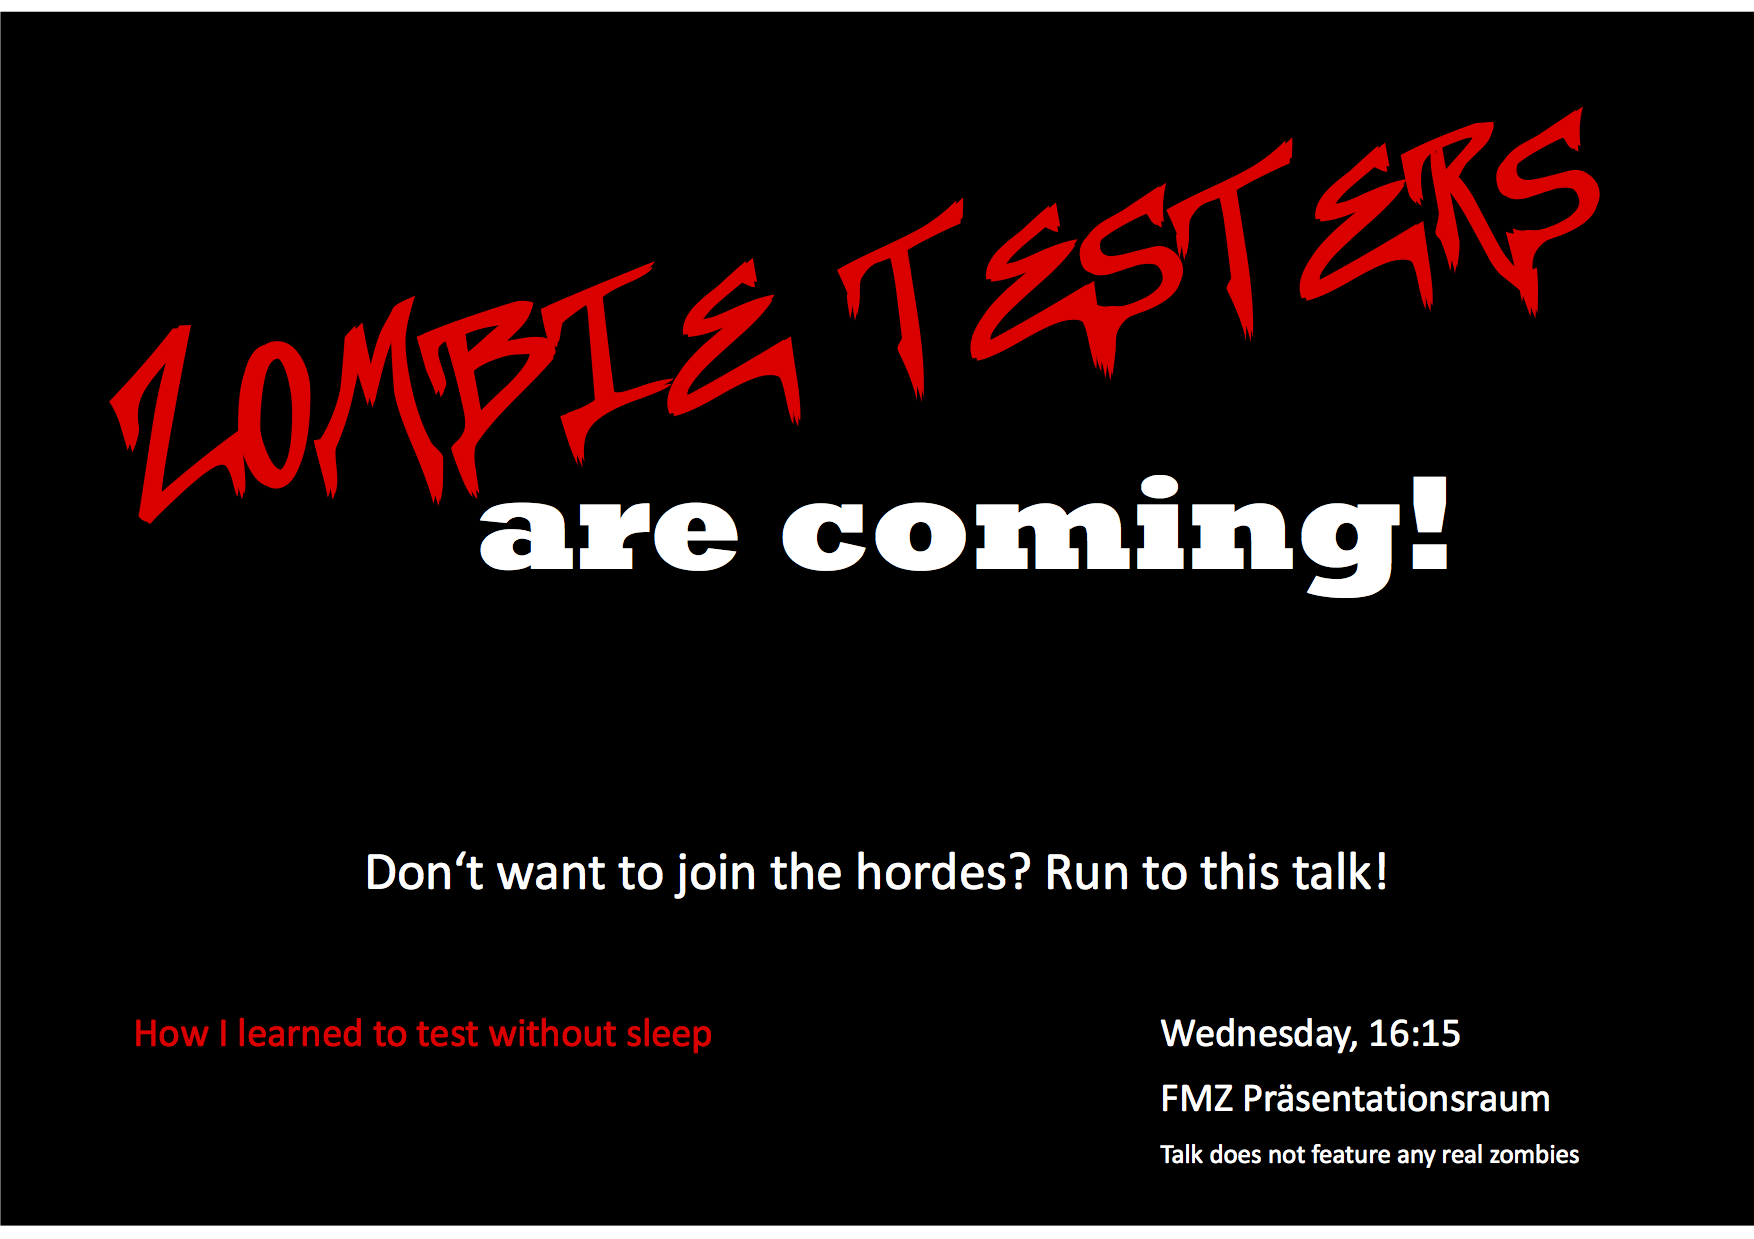 ZOMBIE TESTERS
are coming!
Don‘t want to join the hordes? Run to this talk!
How I learned to test without sleep
Wednesday, 16:15
FMZ Präsentationsraum
Talk does not feature any real zombies